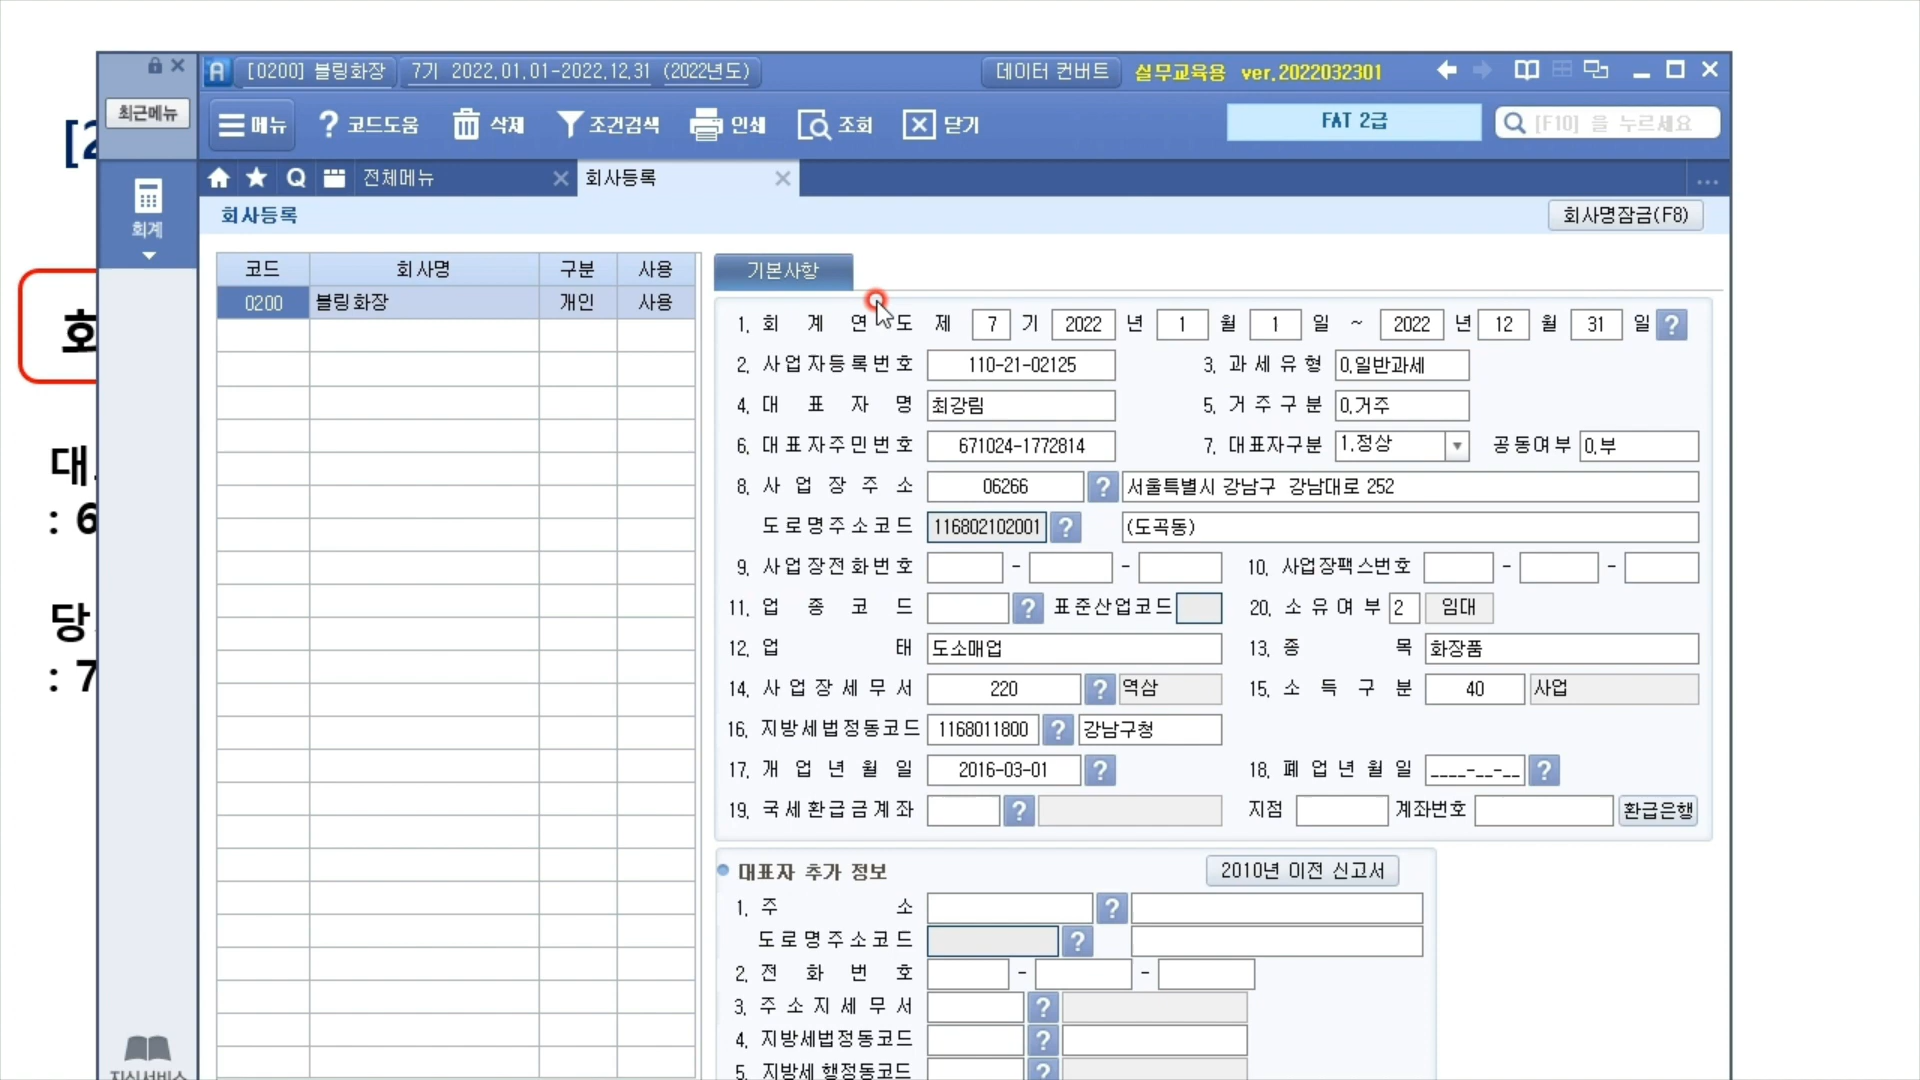 [0200] 블링화장 7기 2022.01.01-2022.12.31 (2022년도) 데이터 컨버트 실무교육용 ver.2022032301
최근메뉴 메뉴 ? 코드도움 삭제 조건검색 인쇄 조회 닫기 FAT 2급 [F10] 을 누르세요
[2
전체메뉴 회사등록 ...
회사등록 회사명잠금(F8)
회계
코드 회사명 구분 사용 기본사항
0200 블링화장 개인 사용
회
대.
: 6
당
: 7
1. 회 계 연 도 제 7 기 2022 년 1 월 1 일 ~ 2022 년 12 월 31 일 ?
2. 사업자등록번호 110-21-02125 3. 과세유형 0.일반과세
4. 대 표 자 명 최강림 5. 거주구분 0.거주
6. 대표자주민번호 671024-1772814 7. 대표자구분 1.정상 공동여부 0.부
8. 사 업 장 주 소 06266 ? 서울특별시 강남구 강남대로 252
도로명주소코드 116802102001 ? (도곡동)
9. 사업장전화번호 - - 10. 사업장팩스번호 - -
11. 업 종 코 드 ? 표준산업코드 20. 소유여부 2 임대
12. 업 태 도소매업 13. 종 목 화장품
14. 사업장세무서 220 ? 역삼 15. 소 득 구 분 40 사업
16. 지방세법정동코드 1168011800 ? 강남구청
17. 개 업 년 월 일 2016-03-01 ? 18. 폐업년월일 ____-__-__ ?
19. 국세환급금계좌 ? 지점 계좌번호 환급은행
대표자 추가 정보 2010년 이전 신고서
1. 주 소 ?
도로명주소코드 ?
2. 전 화 번 호 - -
3. 주소지세무서 ?
4. 지방세법정동코드 ?
5. 지방세 행정동코드 ?
지식서비스